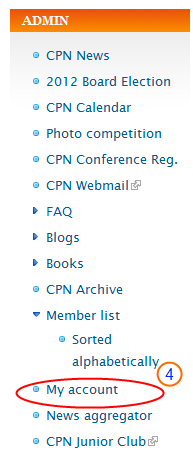 ADMIN
CPN News
2012 Board Election
CPN Calendar
Photo competition
CPN Conference Reg.
CPN Webmail
FAQ
Blogs
Books
CPN Archive
Member list
Sorted
alphabetically
4
My account
News aggregator
CPN Junior Club